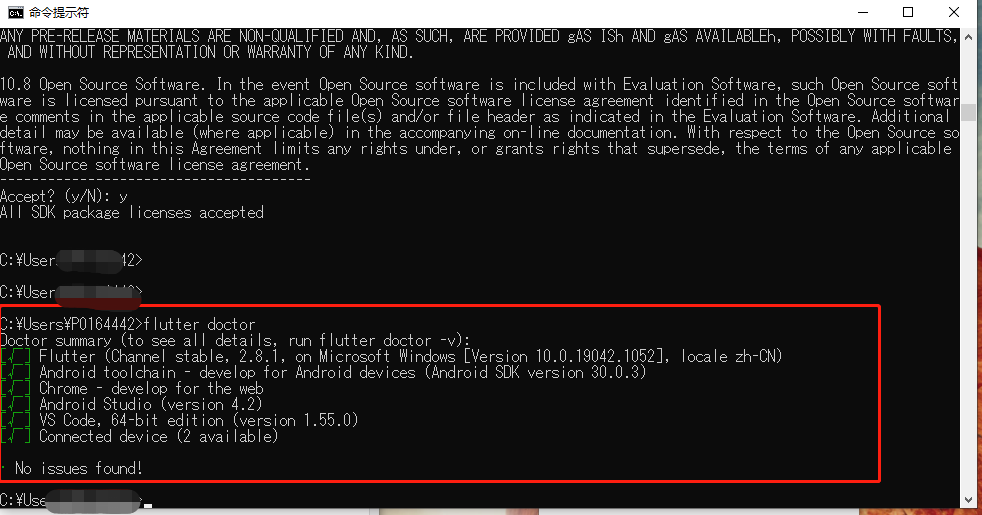 命令提示符
ANY PRE-RELEASE MATERIALS ARE NON-QUALIFIED AND, AS SUCH, ARE PROVIDED gAS ISh AND gAS AVAILABLEh, POSSIBLY WITH FAULTS,
AND WITHOUT REPRESENTATION OR WARRANTY OF ANY KIND.
10.8 Open Source Software. In the event Open Source software is included with Evaluation Software, such Open Source soft
ware is licensed pursuant to the applicable Open Source software license agreement identified in the Open Source softwar
e comments in the applicable source code file(s) and/or file header as indicated in the Evaluation Software. Additional
detail may be available (where applicable) in the accompanying on-line documentation. With respect to the Open Source so
ftware, nothing in this Agreement limits any rights under, or grants rights that supersede, the terms of any applicable
Open Source software license agreement.
---------------------------------------
Accept? (y/N): y
All SDK package licenses accepted
C:¥User 42>
C:¥User
C:¥Users¥P0164442>flutter doctor
Doctor summary (to see all details, run flutter doctor -v):
[√] Flutter (Channel stable, 2.8.1, on Microsoft Windows [Version 10.0.19042.1052], locale zh-CN)
[√] Android toolchain - develop for Android devices (Android SDK version 30.0.3)
[√] Chrome - develop for the web
[√] Android Studio (version 4.2)
[√] VS Code, 64-bit edition (version 1.55.0)
[√] Connected device (2 available)
· No issues found!
C:¥Use >